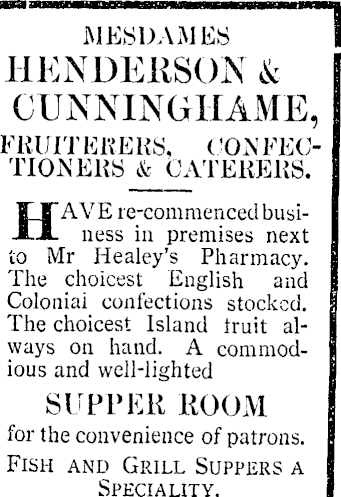 MESDAMES
HENDERSON &
CUNNINGHAME,
FRUITERERS, CONFEC-
TIONERS & CATERERS.
HAVE re-commenced busi-
ness in premises next
to Mr Healey's Pharmacy.
The choicest English and
Colonial confections stocked.
The choicest Island fruit al-
ways on hand. A commod-
ious and well-lighted
SUPPER ROOM
for the convenience of patrons.
FISH AND GRILL SUPPERS A
SPECIALITY.